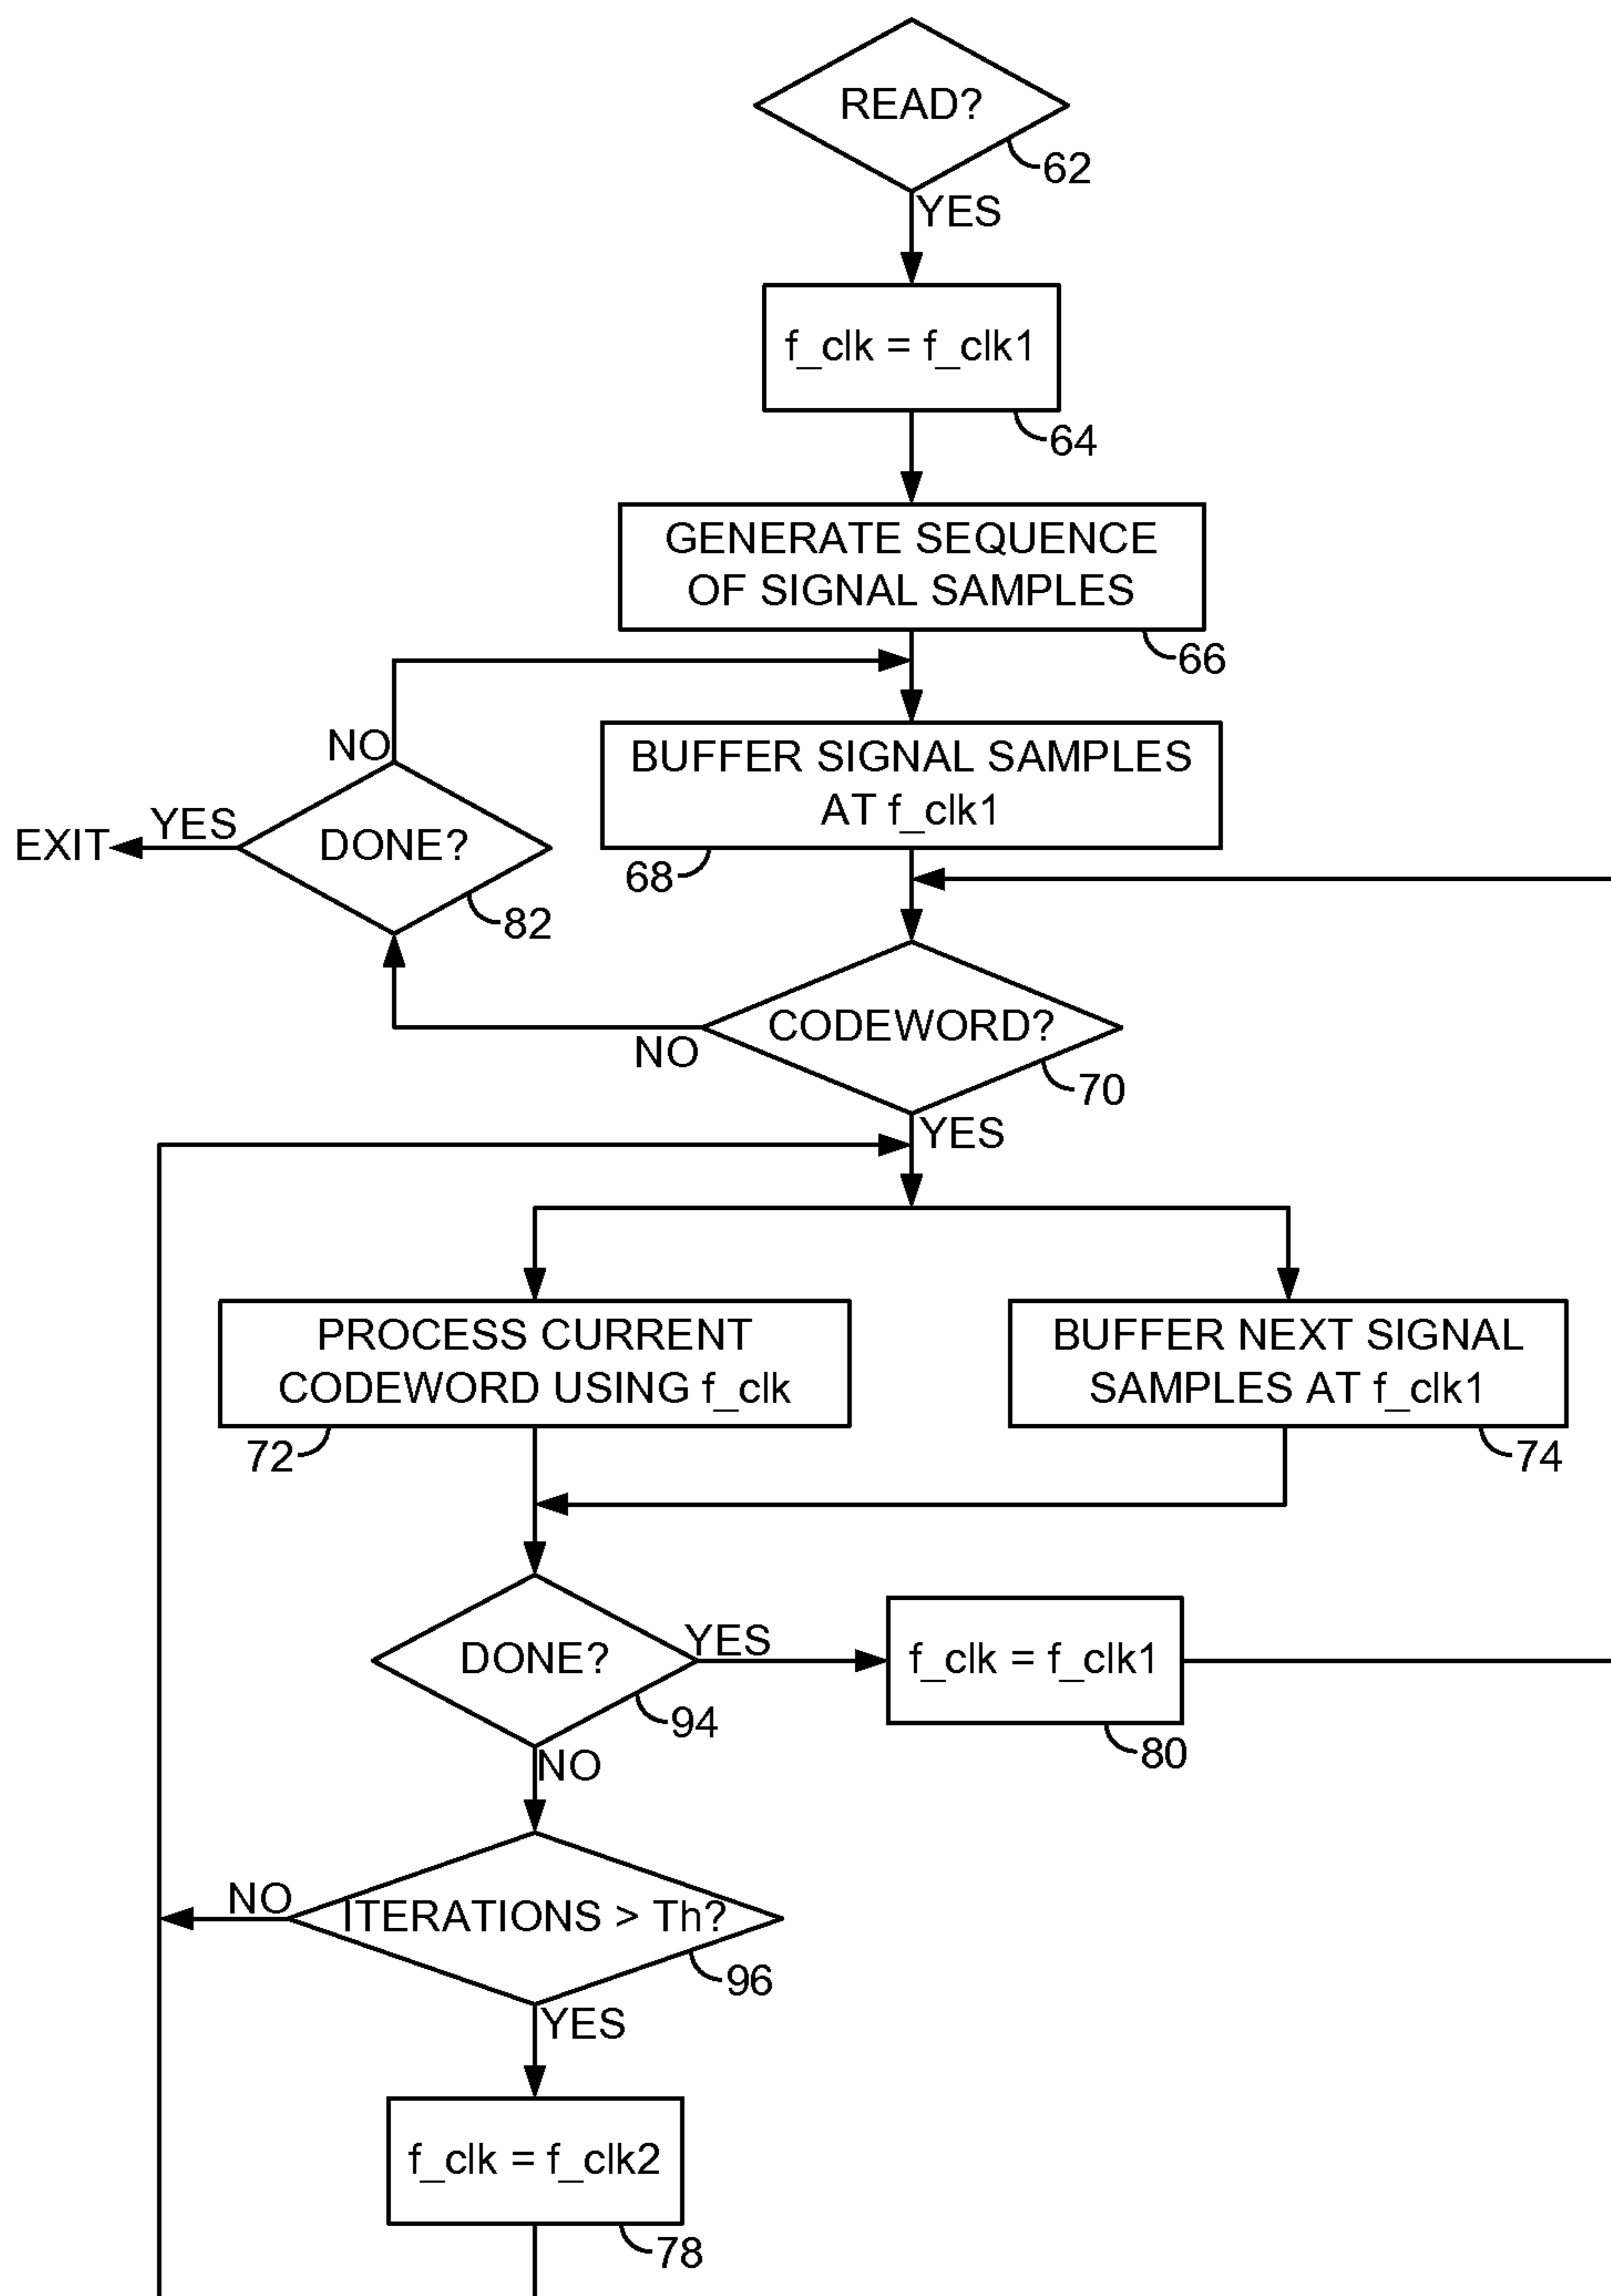 READ?
62
YES
f_clk = f_clk1
64
GENERATE SEQUENCE
OF SIGNAL SAMPLES
66
NO
BUFFER SIGNAL SAMPLES
AT f_clk1
68
EXIT
YES
DONE?
82
CODEWORD?
NO
70
YES
PROCESS CURRENT
CODEWORD USING f_clk
72
BUFFER NEXT SIGNAL
SAMPLES AT f_clk1
74
DONE?
YES
94
f_clk = f_clk1
80
NO
NO
ITERATIONS > Th?
96
YES
f_clk = f_clk2
78